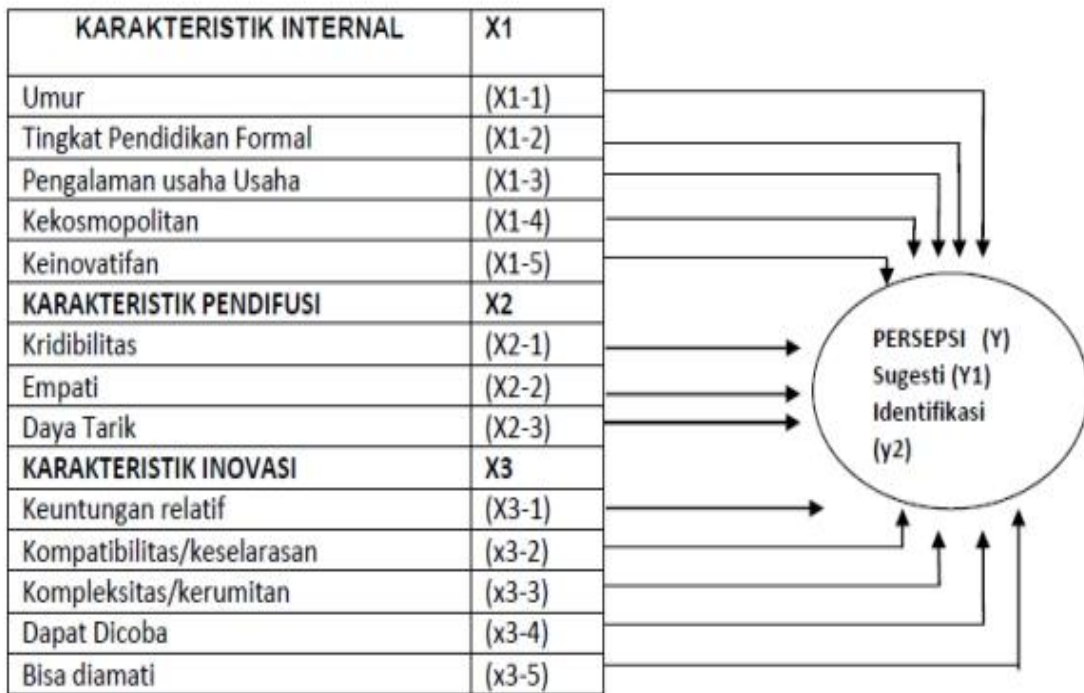 KARAKTERISTIK INTERNAL X1
Umur (X1-1)
Tingkat Pendidikan Formal (X1-2)
Pengalaman usaha Usaha (X1-3)
Kekosmopolitan (X1-4)
Keinovatifan (X1-5)
KARAKTERISTIK PENDIFUSI X2
Kridibilitas (X2-1)
Empati (X2-2)
Daya Tarik (X2-3)
KARAKTERISTIK INOVASI X3
Keuntungan relatif (X3-1)
Kompatibilitas/keselarasan (x3-2)
Kompleksitas/kerumitan (x3-3)
Dapat Dicoba (x3-4)
Bisa diamati (x3-5)
PERSEPSI (Y)
Sugesti (Y1)
Identifikasi
(y2)